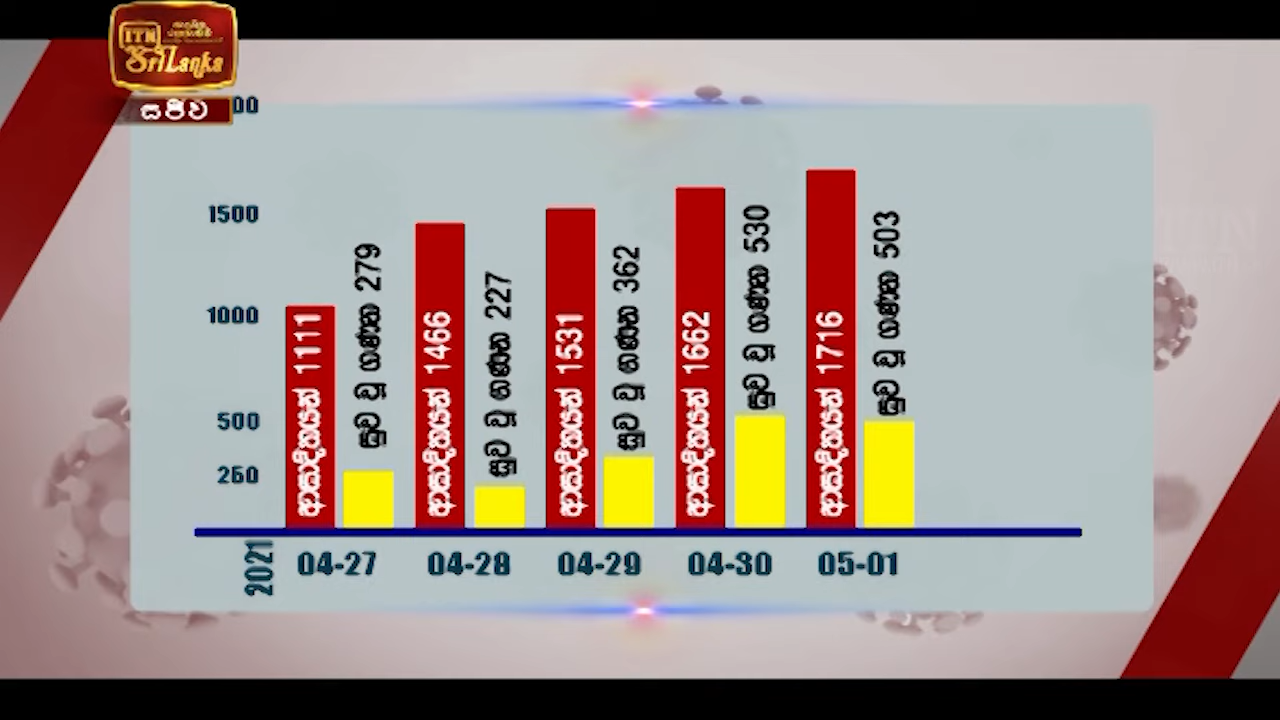 ITN
SriLanka
සජීව
00
1500
1000
500
250
ආසාදිතයන් 1111
සුව වූ ගණන 279
ආසාදිතයන් 1466
සුව වූ ගණන 227
ආසාදිතයන් 1531
සුව වූ ගණන 362
ආසාදිතයන් 1662
සුව වූ ගණන 530
ආසාදිතයන් 1716
සුව වූ ගණන 503
2021
04-27
04-28
04-29
04-30
05-01